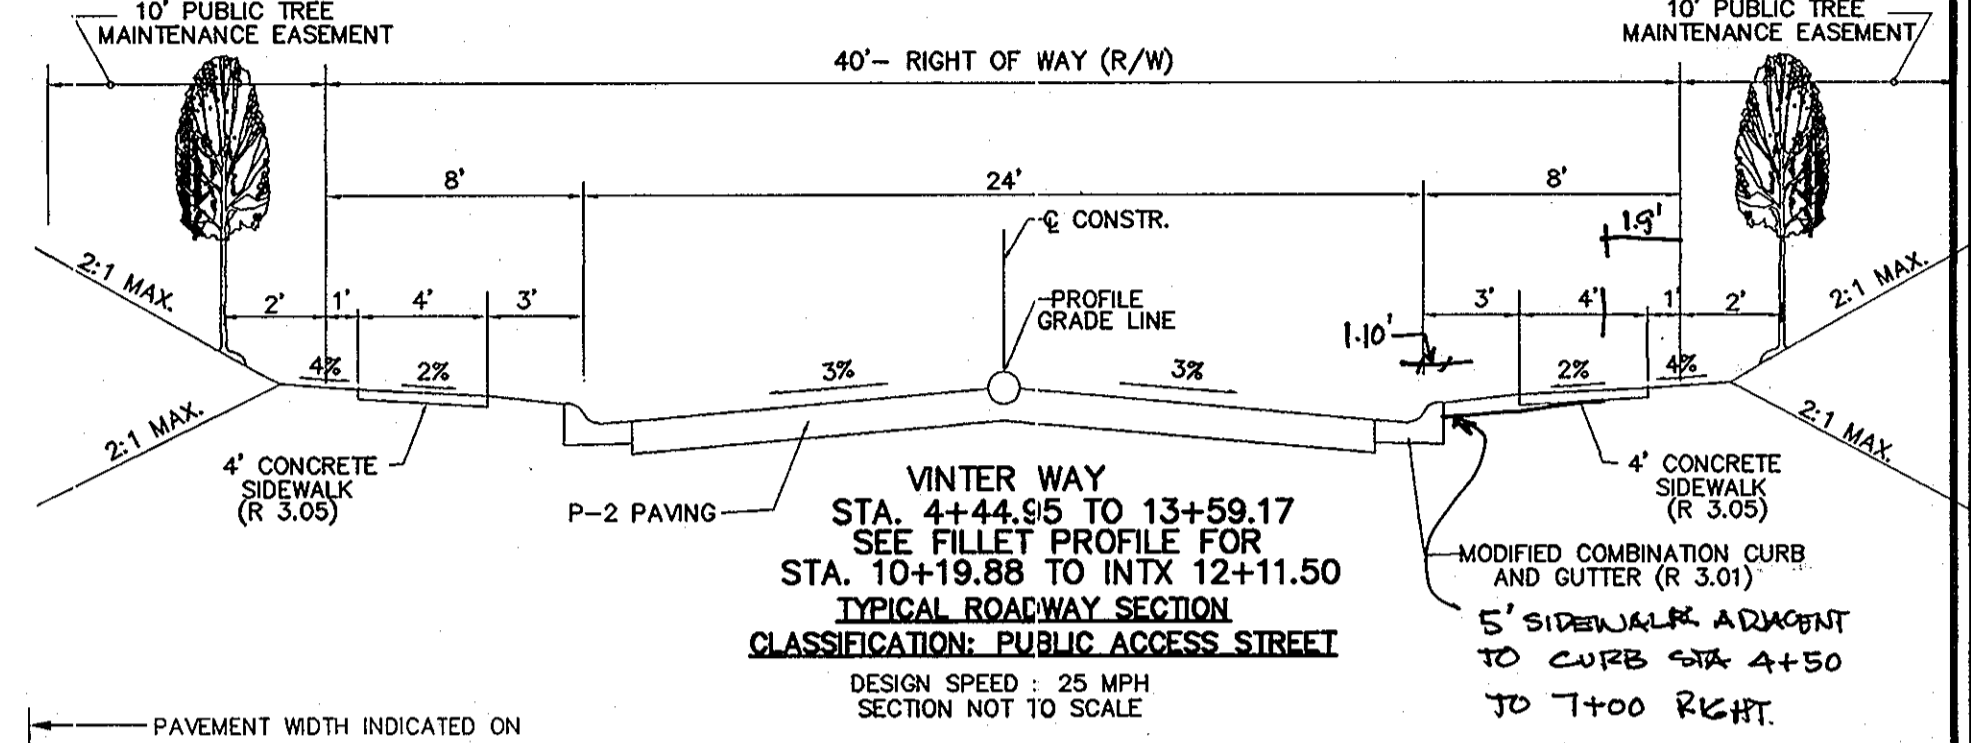 10' PUBLIC TREE
MAINTENANCE EASEMENT
10' PUBLIC TREE
MAINTENANCE EASEMENT
40'- RIGHT OF WAY (R/W)
8'
24'
8'
1.9'
℄ CONSTR.
2:1 MAX.
2'
1'
4'
3'
PROFILE
GRADE LINE
1.10'
3'
4'
1'
2'
2:1 MAX.
4%
2%
3%
3%
2%
4%
2:1 MAX.
2:1 MAX.
4' CONCRETE
SIDEWALK
(R 3.05)
P-2 PAVING
4' CONCRETE
SIDEWALK
(R 3.05)
VINTER WAY
STA. 4+44.95 TO 13+59.17
SEE FILLET PROFILE FOR
STA. 10+19.88 TO INTX 12+11.50
TYPICAL ROADWAY SECTION
CLASSIFICATION: PUBLIC ACCESS STREET
DESIGN SPEED : 25 MPH
SECTION NOT TO SCALE
MODIFIED COMBINATION CURB
AND GUTTER (R 3.01)
5' SIDEWALK ADJACENT
TO CURB STA 4+50
TO 7+00 RIGHT.
PAVEMENT WIDTH INDICATED ON